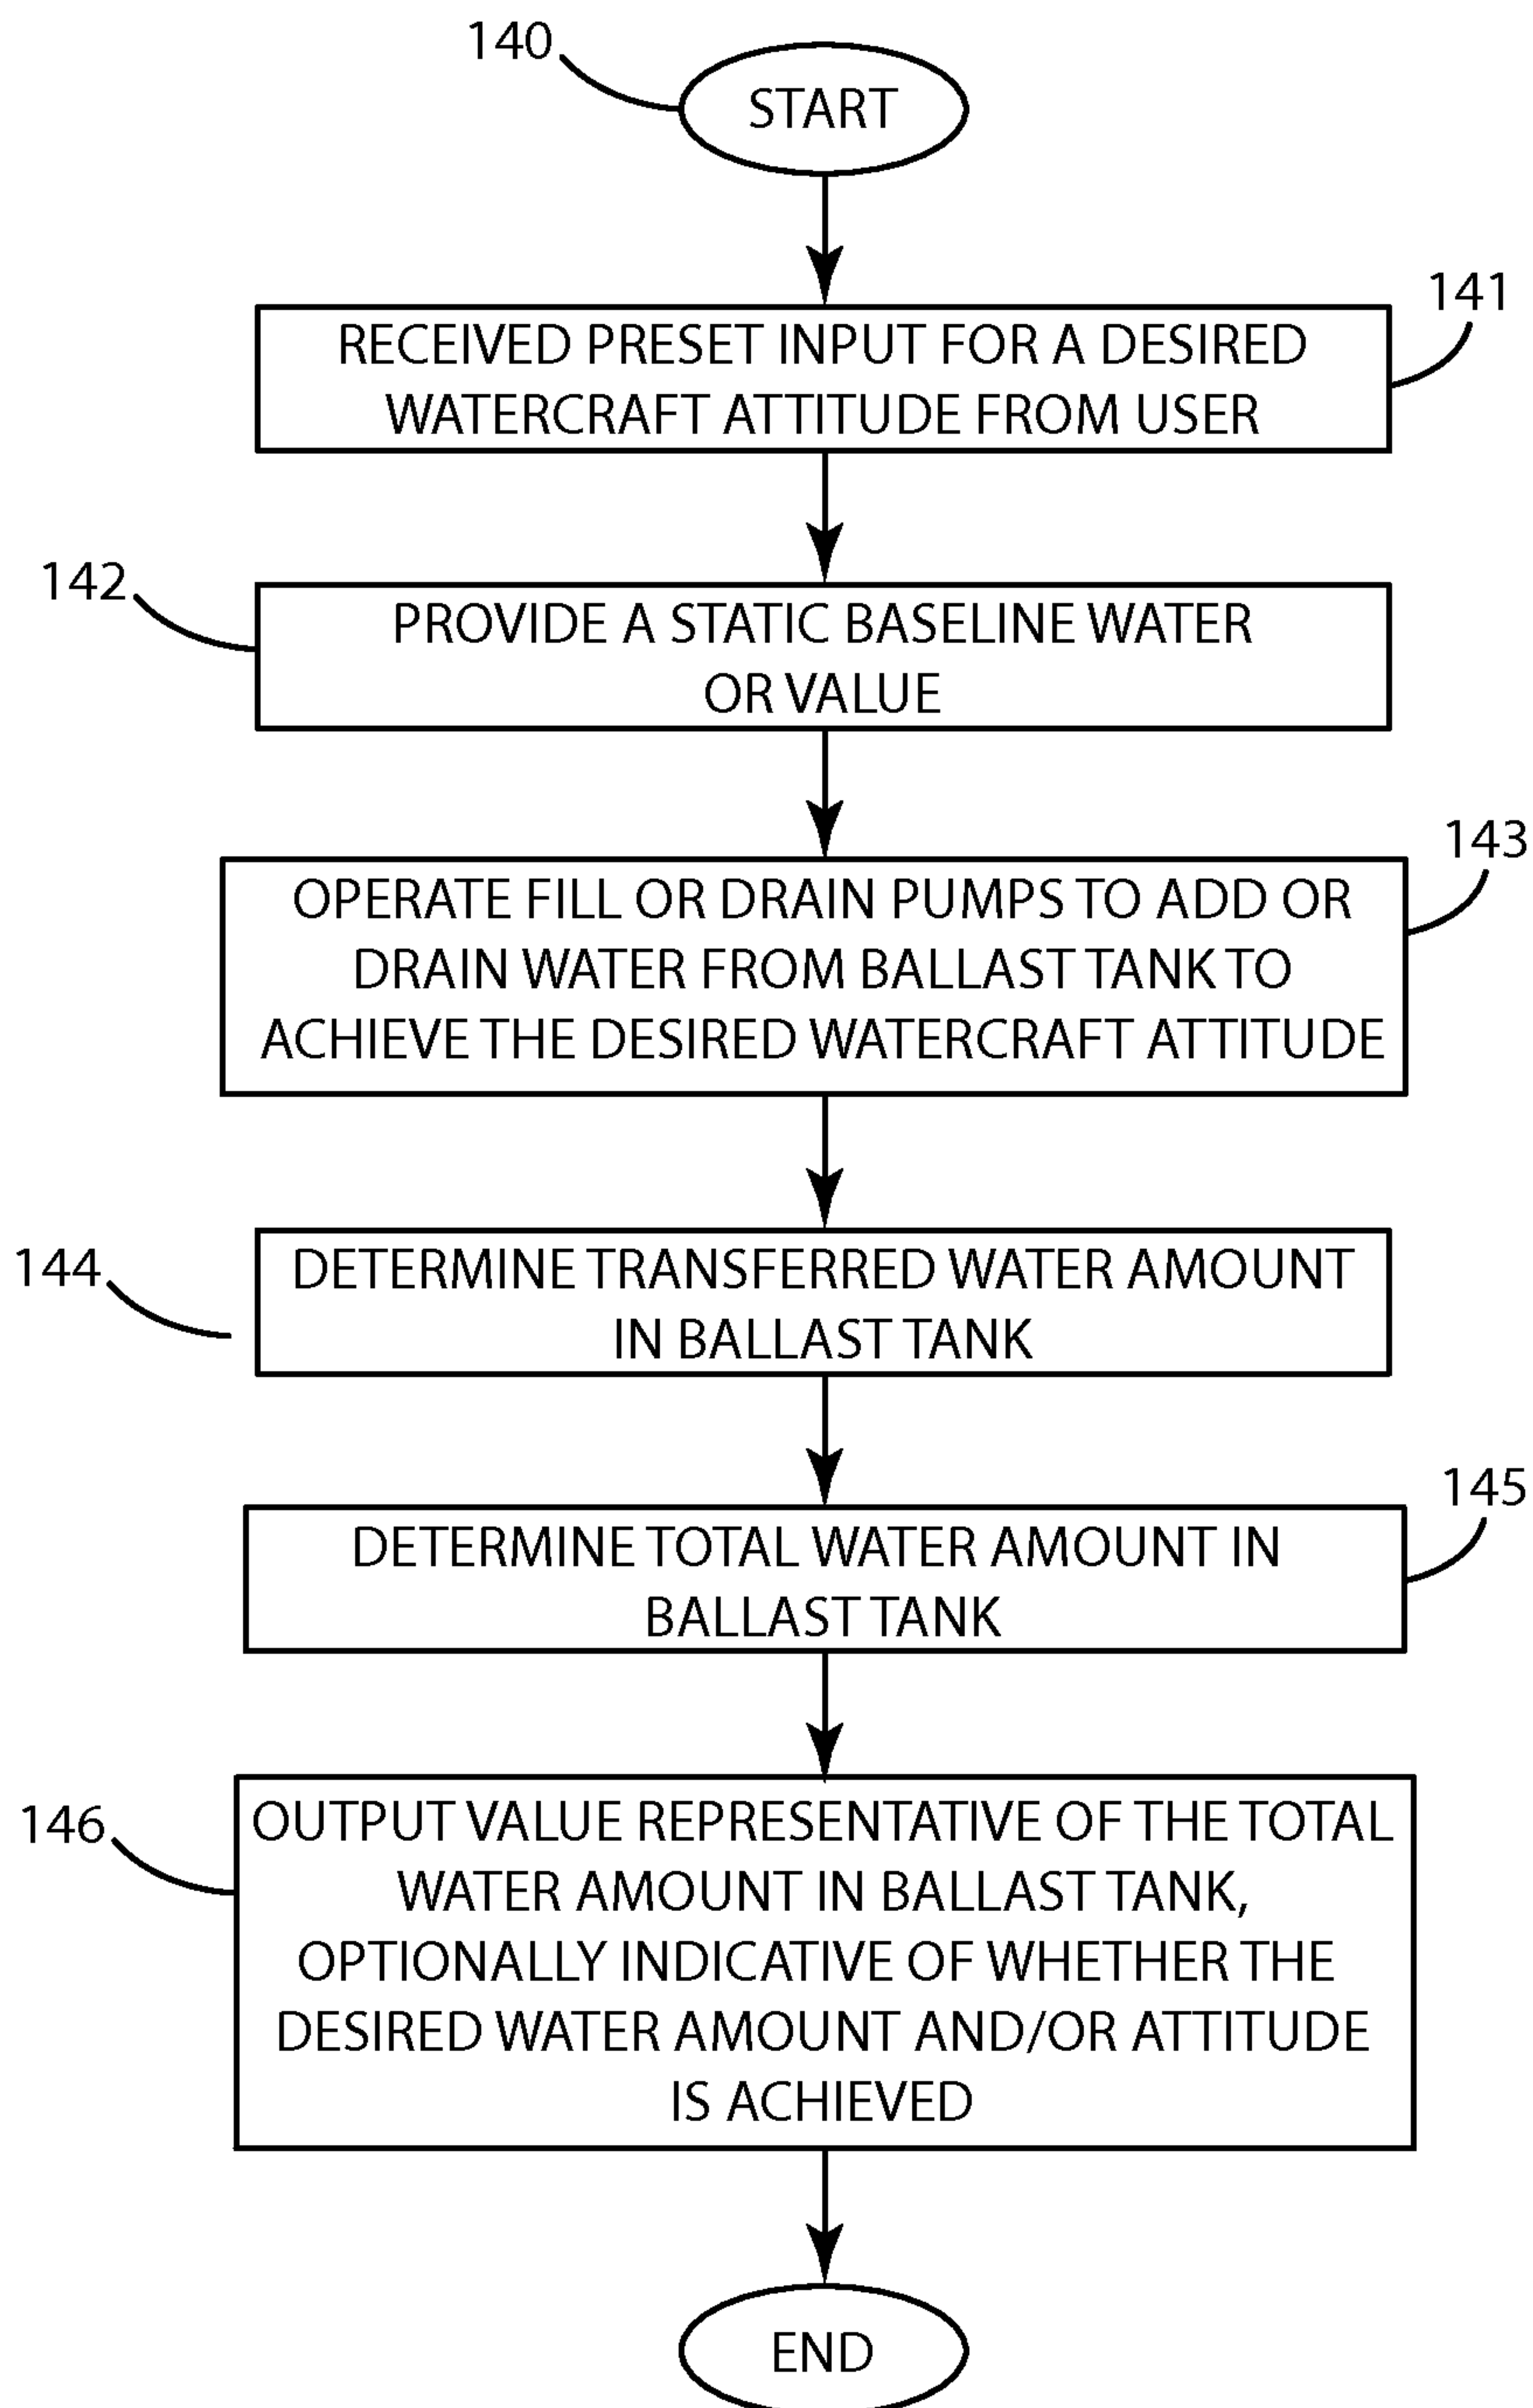 140
START
141
RECEIVED PRESET INPUT FOR A DESIRED
WATERCRAFT ATTITUDE FROM USER
142
PROVIDE A STATIC BASELINE WATER
OR VALUE
143
OPERATE FILL OR DRAIN PUMPS TO ADD OR
DRAIN WATER FROM BALLAST TANK TO
ACHIEVE THE DESIRED WATERCRAFT ATTITUDE
144
DETERMINE TRANSFERRED WATER AMOUNT
IN BALLAST TANK
145
DETERMINE TOTAL WATER AMOUNT IN
BALLAST TANK
146
OUTPUT VALUE REPRESENTATIVE OF THE TOTAL
WATER AMOUNT IN BALLAST TANK,
OPTIONALLY INDICATIVE OF WHETHER THE
DESIRED WATER AMOUNT AND/OR ATTITUDE
IS ACHIEVED
END